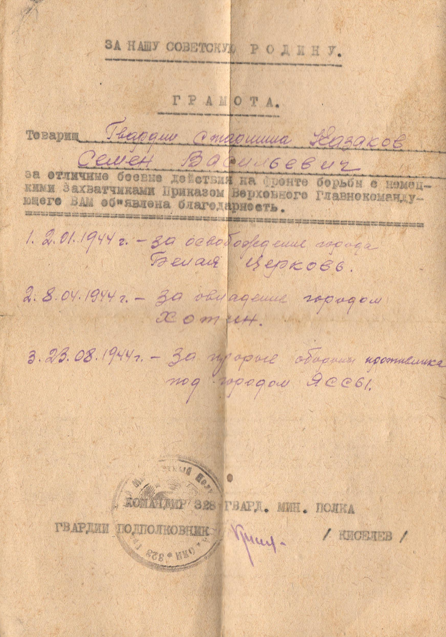 ЗА НАШУ СОВЕТСКУЮ РОДИНУ.
ГРАМОТА.
Товарищ Гвардии старшина Казаков
Семен Васильевич
за отличные боевые действия на фронте борьбы с немец-
кими Захватчиками Приказом Верховного Главнокоманду-
ющего ВАМ об"явлена благодарность.
1. 2.01.1944 г. – за освобождение города
Белая Церковь.
2. 8.04.1944 г. – За овладение городом
Хотин.
3. 23.08.1944 г. – За прорыв обороны противника
под городом ЯССЫ.
КОМАНДИР 328 ГВАРД. МИН. ПОЛКА
ГВАРДИИ ПОДПОЛКОВНИК / КИСЕЛЕВ /